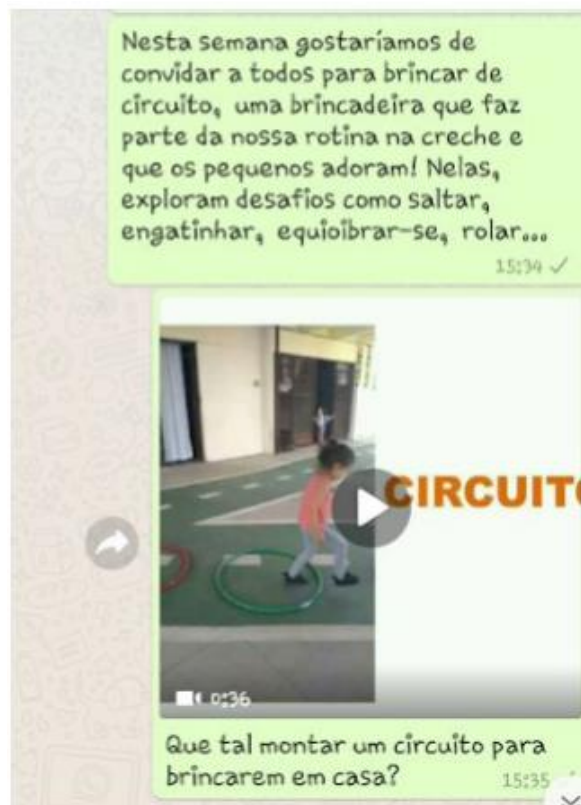 Nesta semana gostaríamos de
convidar a todos para brincar de
circuito, uma brincadeira que faz
parte da nossa rotina na creche e
que os pequenos adoram! Nelas,
exploram desafios como saltar,
engatinhar, equioibrar-se, rolar...
15:34
CIRCUITO
0:36
Que tal montar um circuito para
brincarem em casa?
15:35